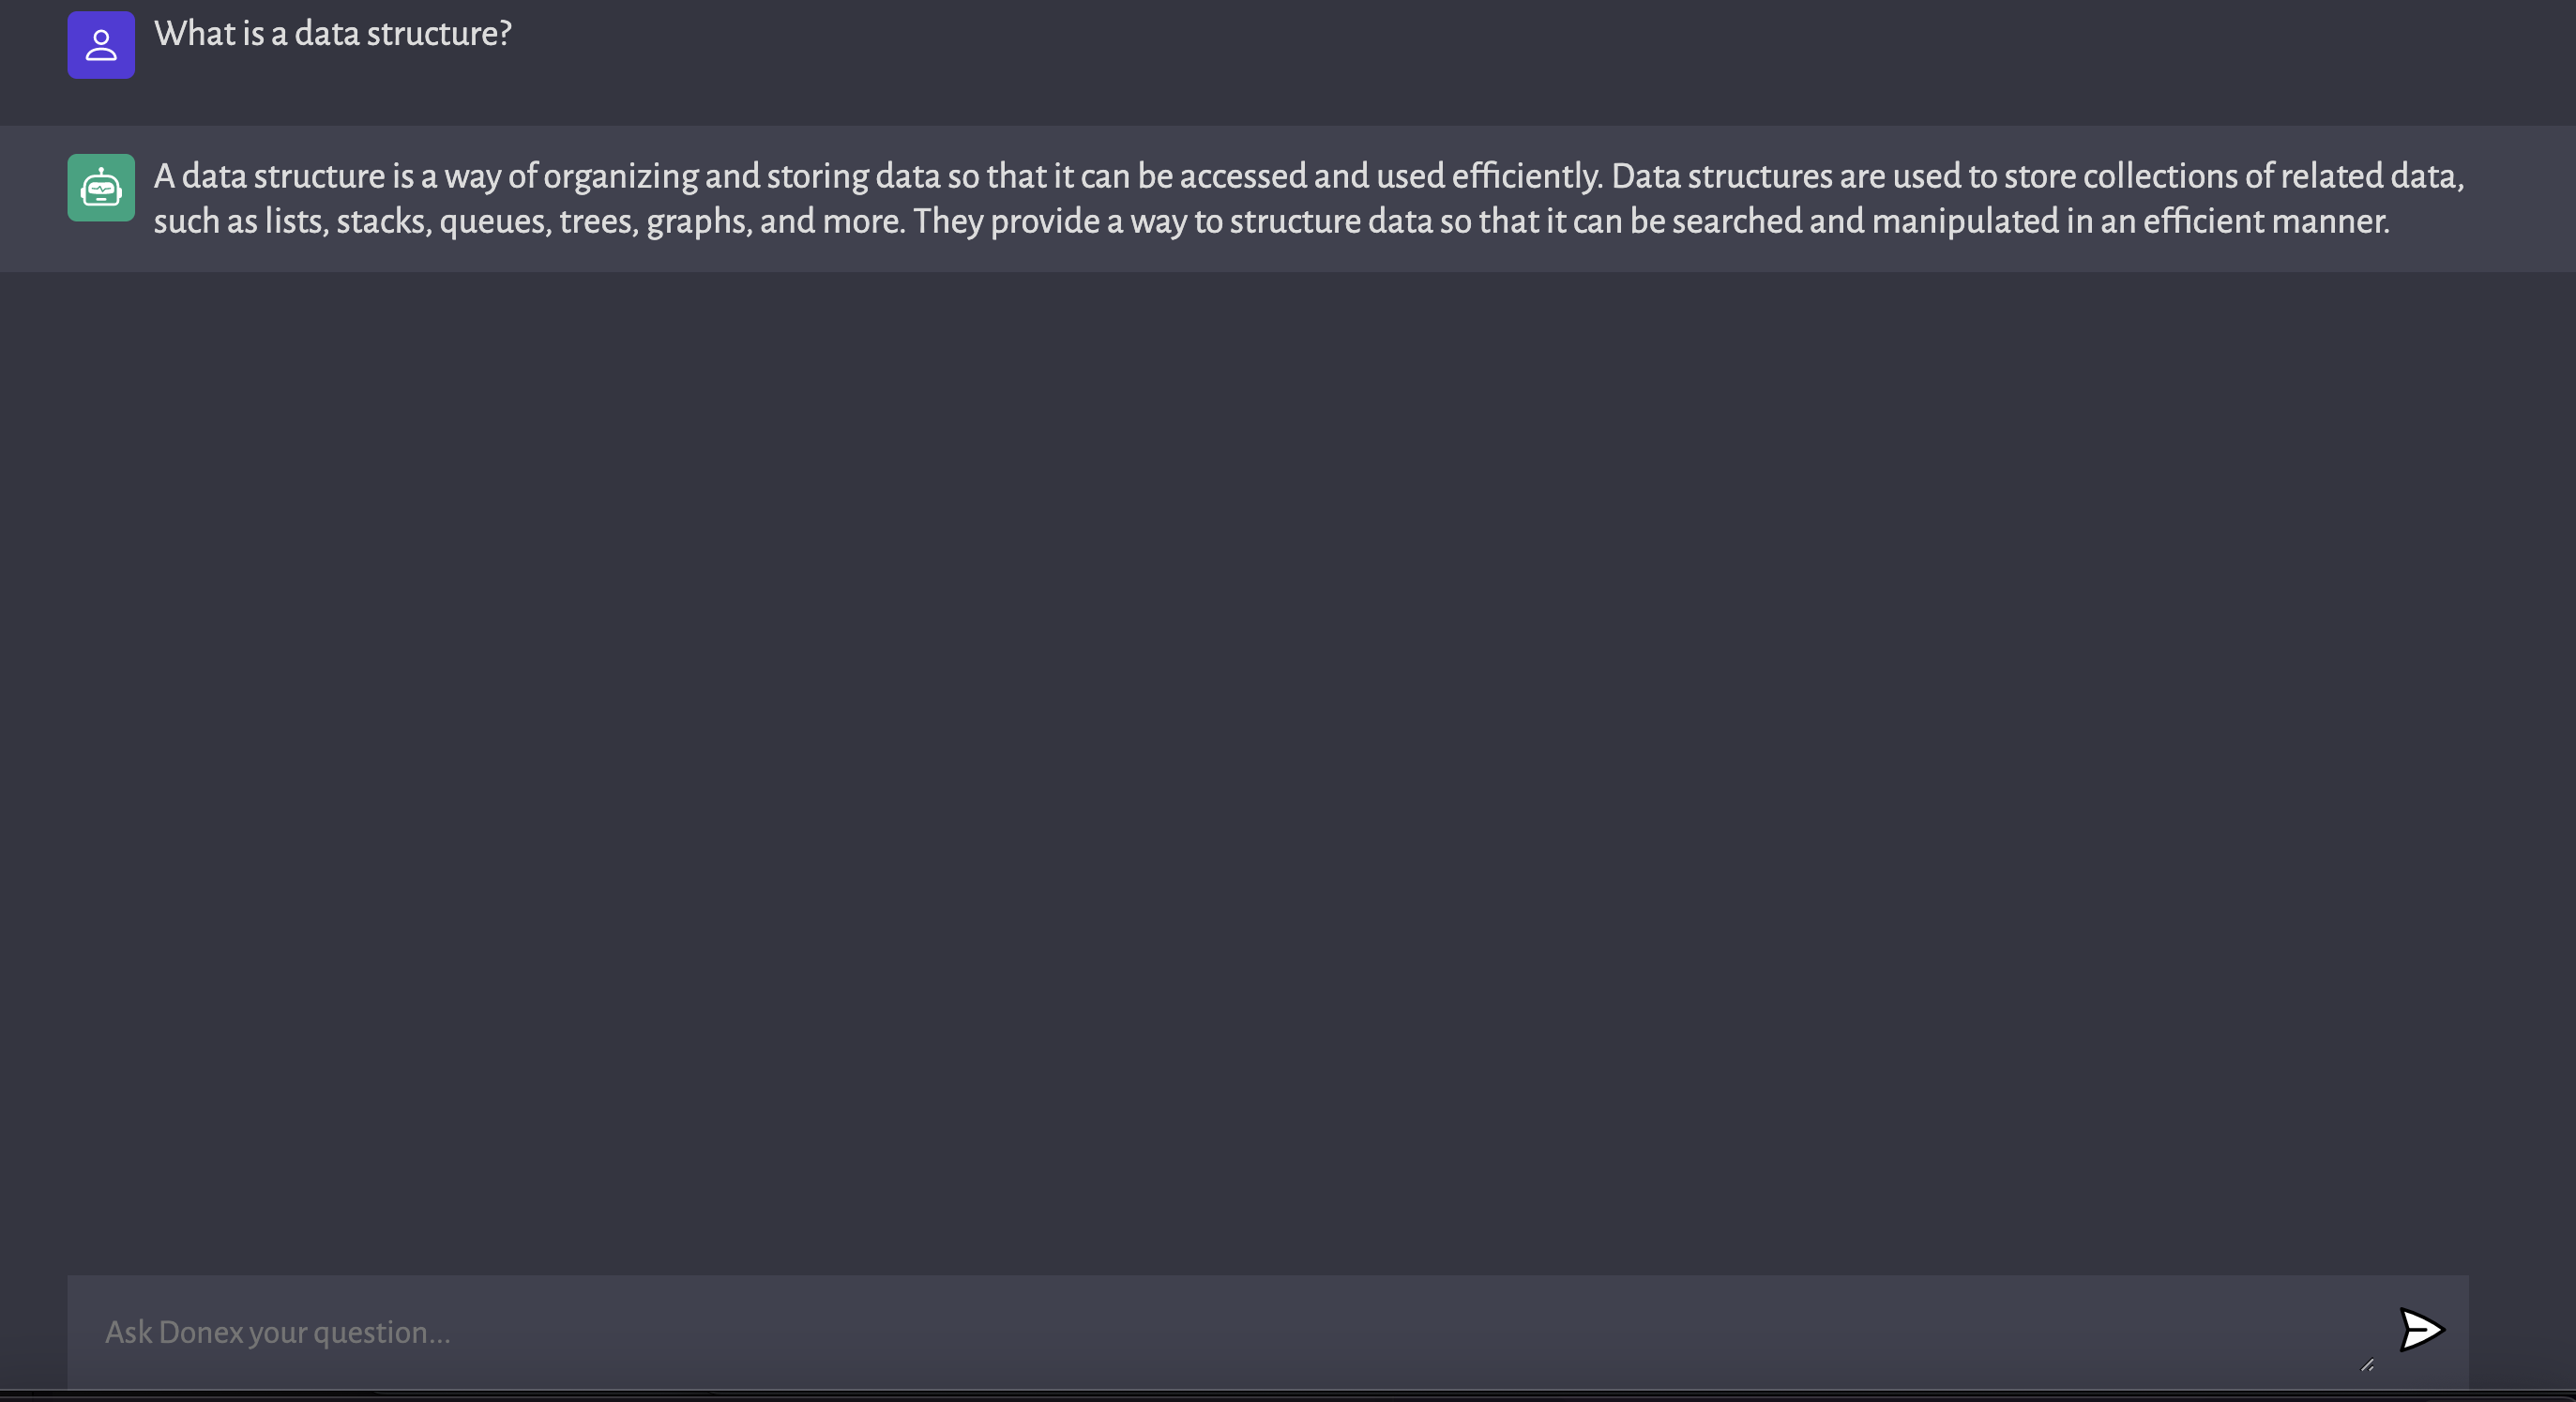 What is a data structure?
A data structure is a way of organizing and storing data so that it can be accessed and used efficiently. Data structures are used to store collections of related data,
such as lists, stacks, queues, trees, graphs, and more. They provide a way to structure data so that it can be searched and manipulated in an efficient manner.
Ask Donex your question...